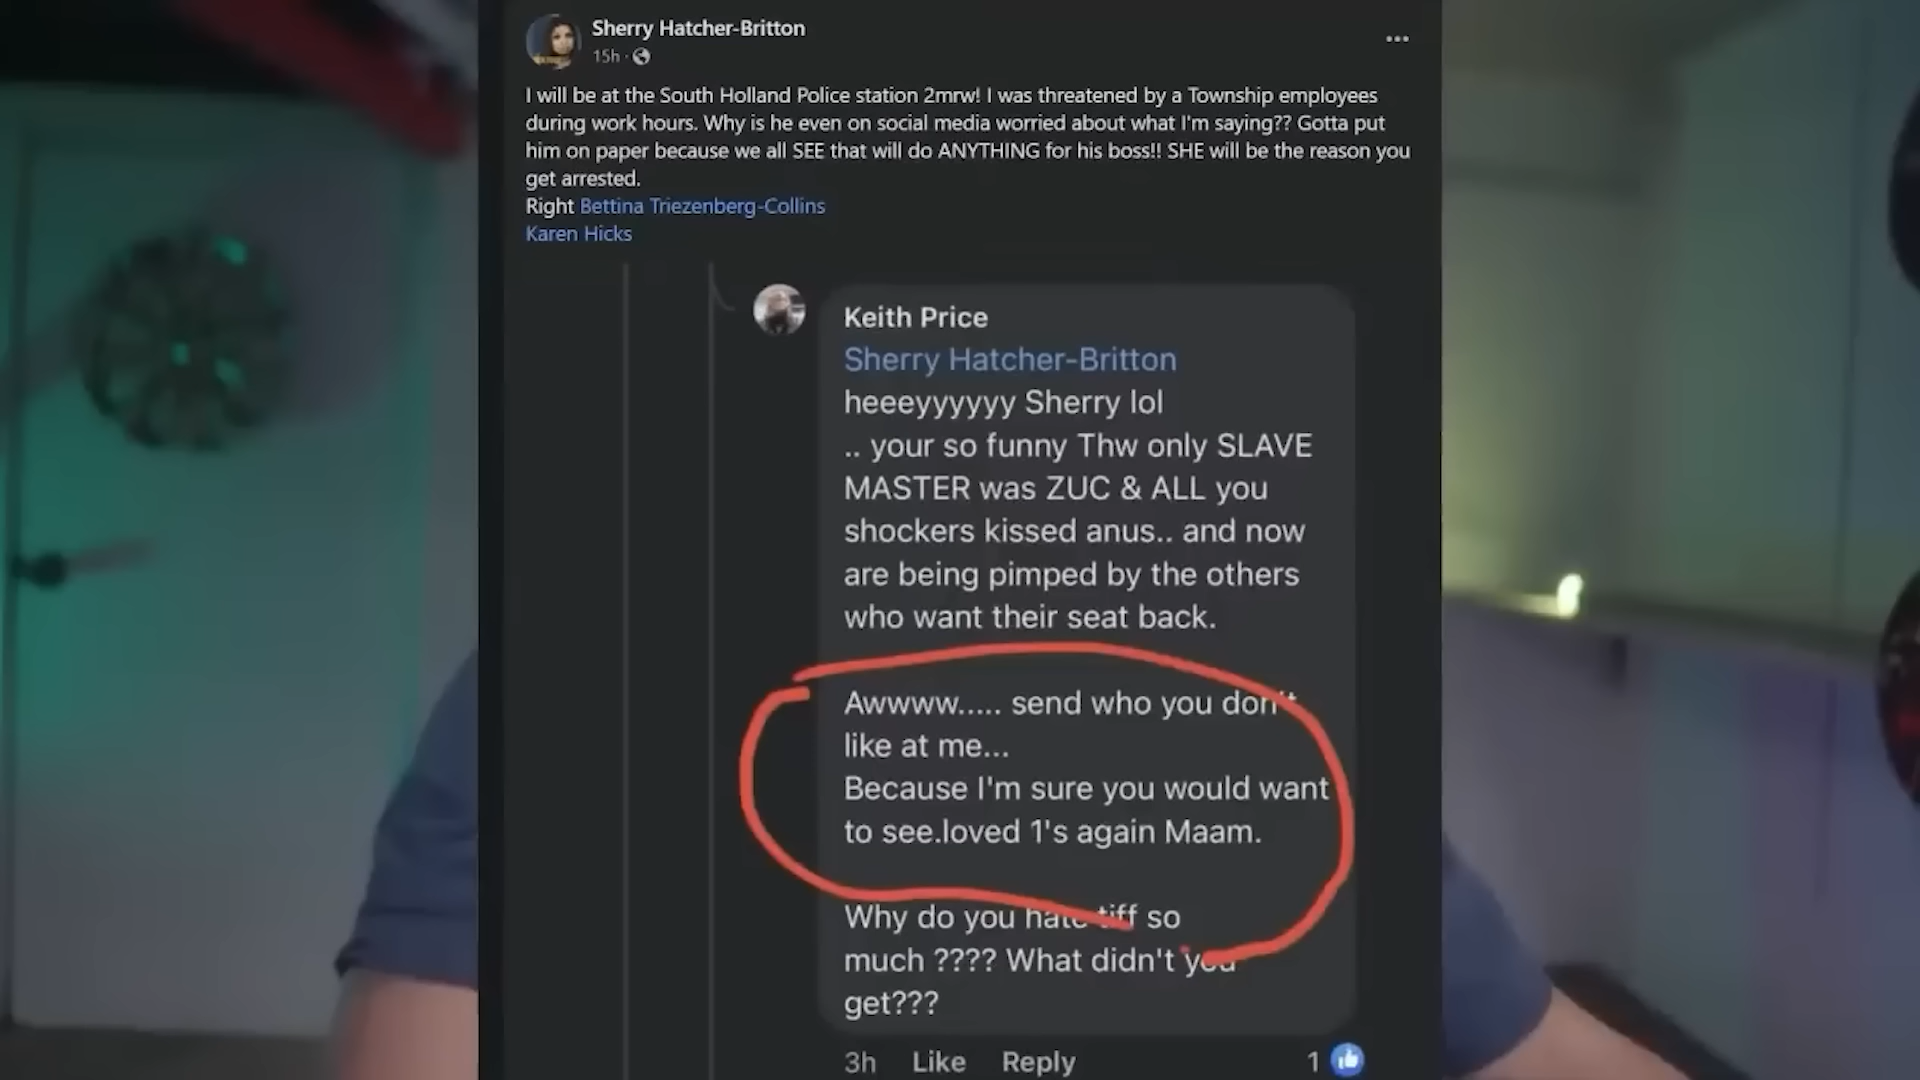 Sherry Hatcher-Britton
15h
I will be at the South Holland Police station 2mrw! I was threatened by a Township employees
during work hours. Why is he even on social media worried about what I'm saying?? Gotta put
him on paper because we all SEE that will do ANYTHING for his boss!! SHE will be the reason you
get arrested.
Right Bettina Triezenberg-Collins
Karen Hicks
Keith Price
Sherry Hatcher-Britton
heeeyyyyyy Sherry lol
.. your so funny Thw only SLAVE
MASTER was ZUC & ALL you
shockers kissed anus.. and now
are being pimped by the others
who want their seat back.
Awwww..... send who you don't
like at me...
Because I'm sure you would want
to see.loved 1's again Maam.
Why do you hate tiff so
much ???? What didn't you
get???
3h Like Reply 1